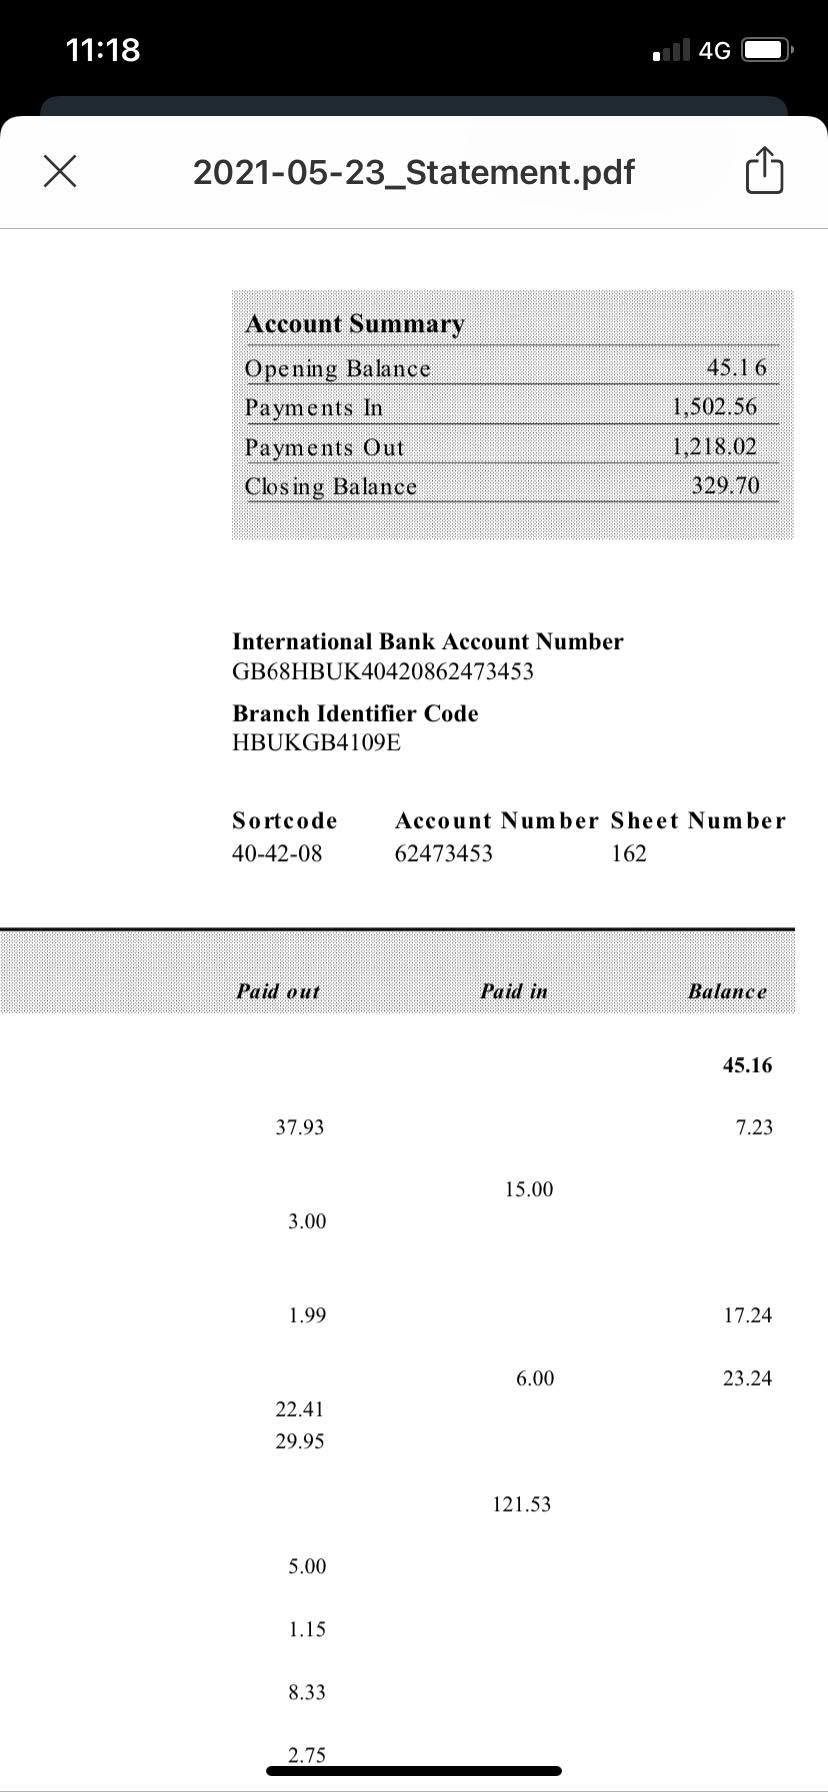 11:18 4G
2021-05-23_Statement.pdf
Account Summary
Opening Balance 45.16
Payments In 1,502.56
Payments Out 1,218.02
Closing Balance 329.70
International Bank Account Number
GB68HBUK40420862473453
Branch Identifier Code
HBUKGB4109E
Sortcode Account Number Sheet Number
40-42-08 62473453 162
Paid out Paid in Balance
45.16
37.93 7.23
15.00
3.00
1.99 17.24
6.00 23.24
22.41
29.95
121.53
5.00
1.15
8.33
2.75